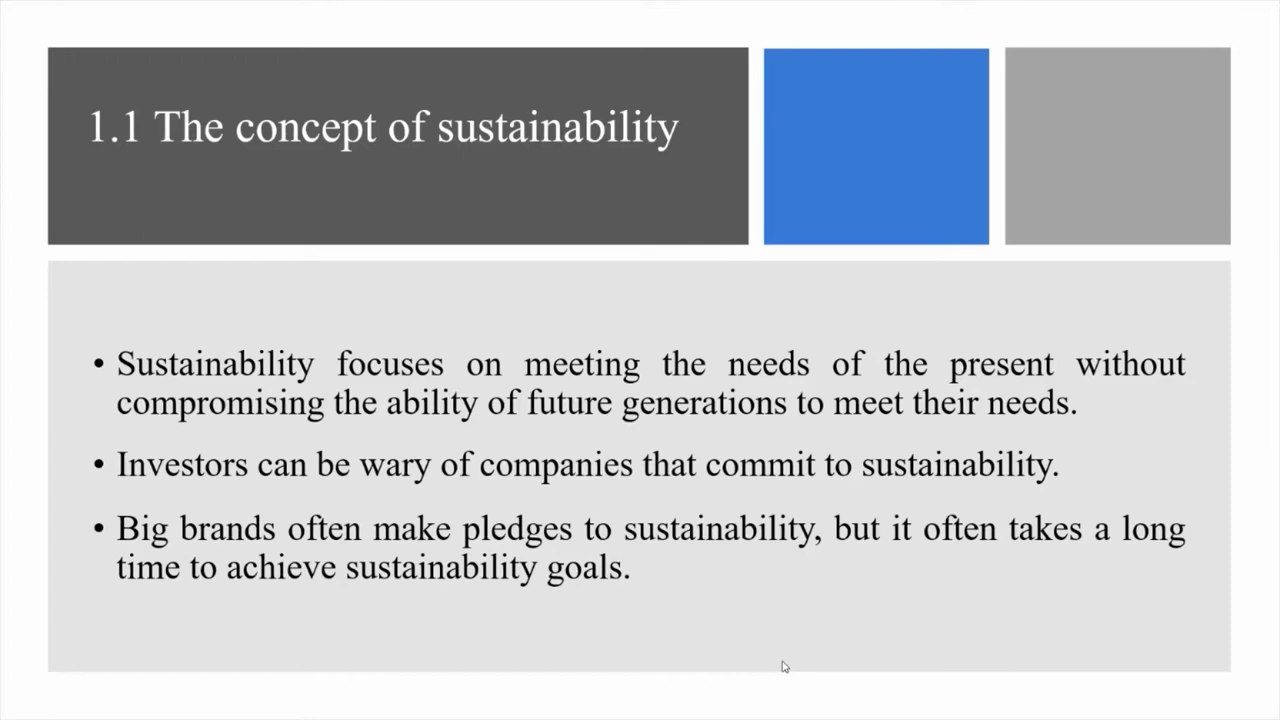 1.1 The concept of sustainability
• Sustainability focuses on meeting the needs of the present without
compromising the ability of future generations to meet their needs.
• Investors can be wary of companies that commit to sustainability.
• Big brands often make pledges to sustainability, but it often takes a long
time to achieve sustainability goals.